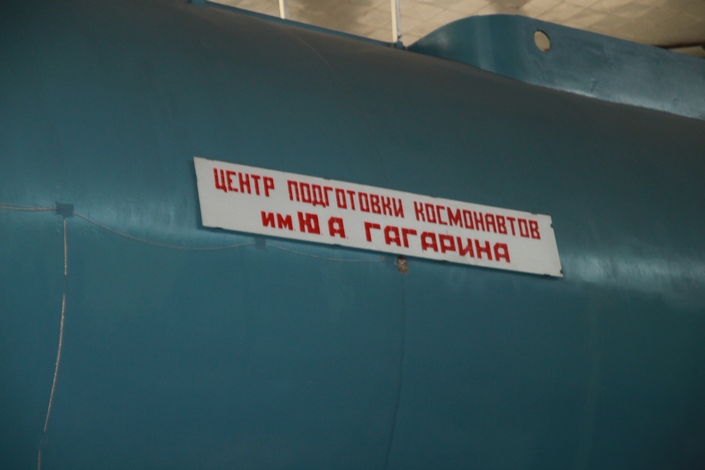 ЦЕНТР ПОДГОТОВКИ КОСМОНАВТОВ
им Ю А ГАГАРИНА